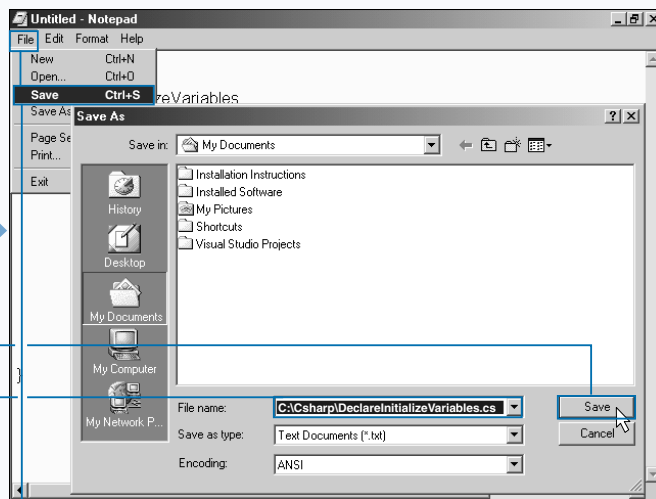 Untitled - Notepad
File Edit Format Help
New Ctrl+N
Open... Ctrl+O
Save Ctrl+S
zeVariables
Save As
Save As
Page Se
Print...
Exit
Save in: My Documents
History
Desktop
My Documents
My Computer
My Network P...
Installation Instructions
Installed Software
My Pictures
Shortcuts
Visual Studio Projects
}
File name: C:\Csharp\DeclareInitializeVariables.cs Save
Save as type: Text Documents (*.txt) Cancel
Encoding: ANSI